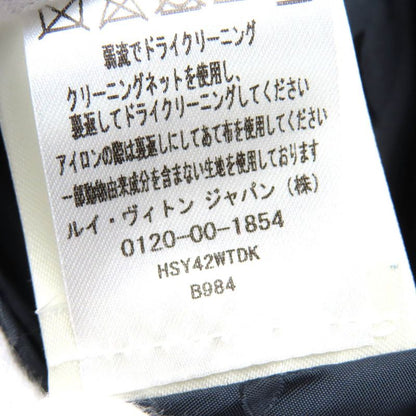 弱流でドライクリーニング
クリーニングネットを使用し、
裏返してドライクリーニングしてください
アイロンの際は裏返しにしてあて布を使用してください
一部動物由来成分を含まない生地を使用しております
ルイ・ヴィトン ジャパン（株）
0120-00-1854
HSY42WTDK
B984